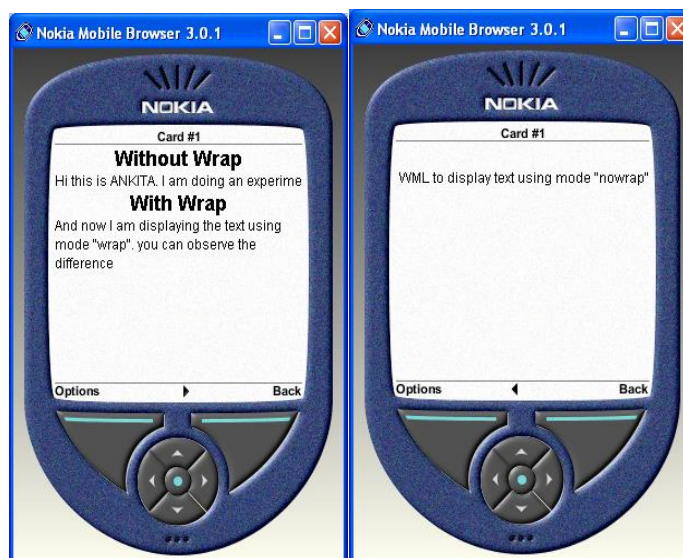 Nokia Mobile Browser 3.0.1
NOKIA
Card #1
Without Wrap
Hi this is ANKITA. I am doing an experime
With Wrap
And now I am displaying the text using
mode "wrap". you can observe the
difference
Options Back
Nokia Mobile Browser 3.0.1
NOKIA
Card #1
WML to display text using mode "nowrap"
Options Back